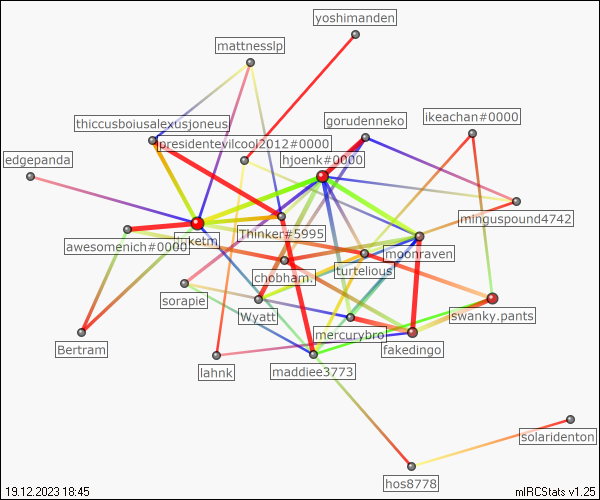 yoshimanden
mattnesslp
thiccusboiusalexusjoneus
gorudenneko
ikeachan#0000
presidentevilcool2012#0000
edgepanda
hjoenk#0000
minguspound4742
Thinker#5995
awesomenich#0000
moonraven
turtelious
chobham
sorapie
Wyatt
swanky.pants
mercurybro
Bertram
fakedingo
lahnk
maddiee3773
solaridenton
hos8778
19.12.2023 18:45
mIRCStats v1.25